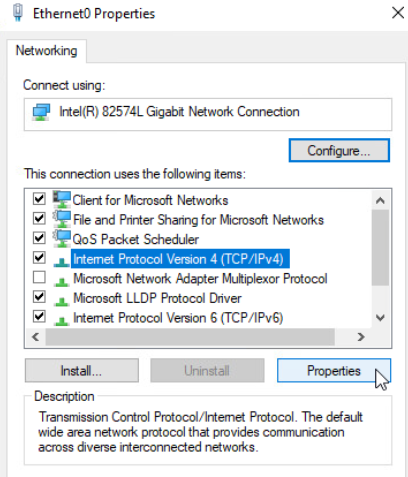 Ethernet0 Properties
Networking
Connect using:
Intel(R) 82574L Gigabit Network Connection
Configure...
This connection uses the following items:
Client for Microsoft Networks
File and Printer Sharing for Microsoft Networks
QoS Packet Scheduler
Internet Protocol Version 4 (TCP/IPv4)
Microsoft Network Adapter Multiplexor Protocol
Microsoft LLDP Protocol Driver
Internet Protocol Version 6 (TCP/IPv6)
Install... Uninstall Properties
Description
Transmission Control Protocol/Internet Protocol. The default
wide area network protocol that provides communication
across diverse interconnected networks.